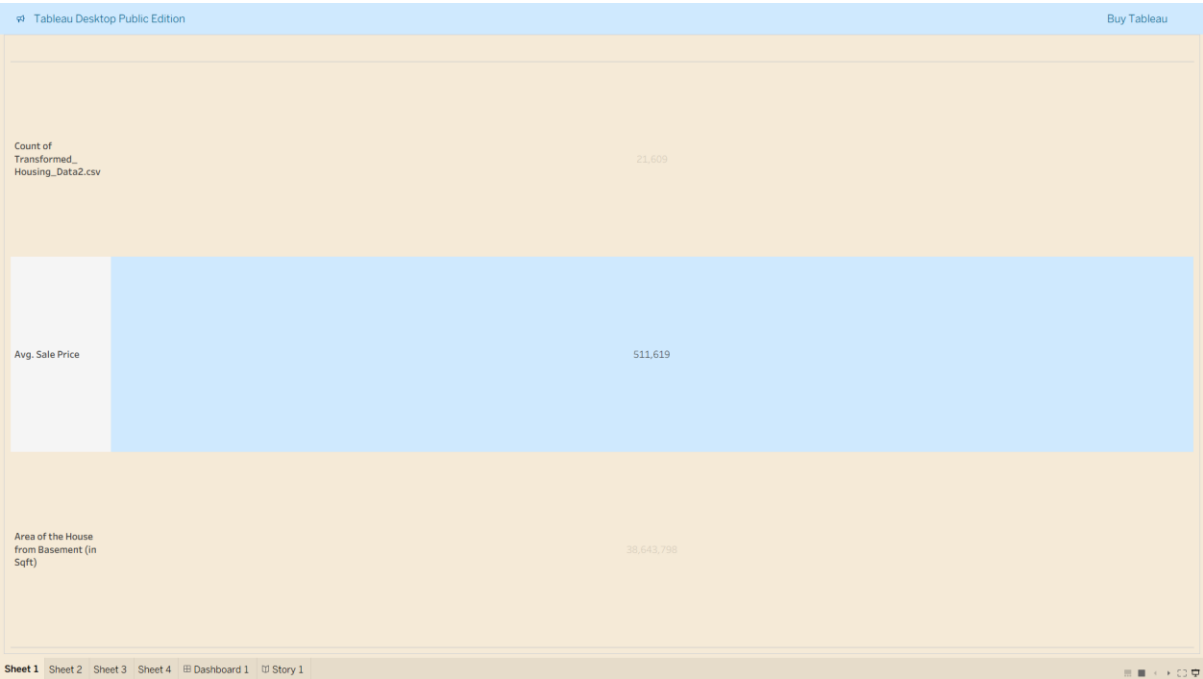 Tableau Desktop Public Edition
Buy Tableau
Count of
Transformed_
Housing_Data2.csv
21,609
Avg. Sale Price
511,619
Area of the House
from Basement (in
Sqft)
38,643,798
Sheet 1 Sheet 2 Sheet 3 Sheet 4 Dashboard 1 Story 1